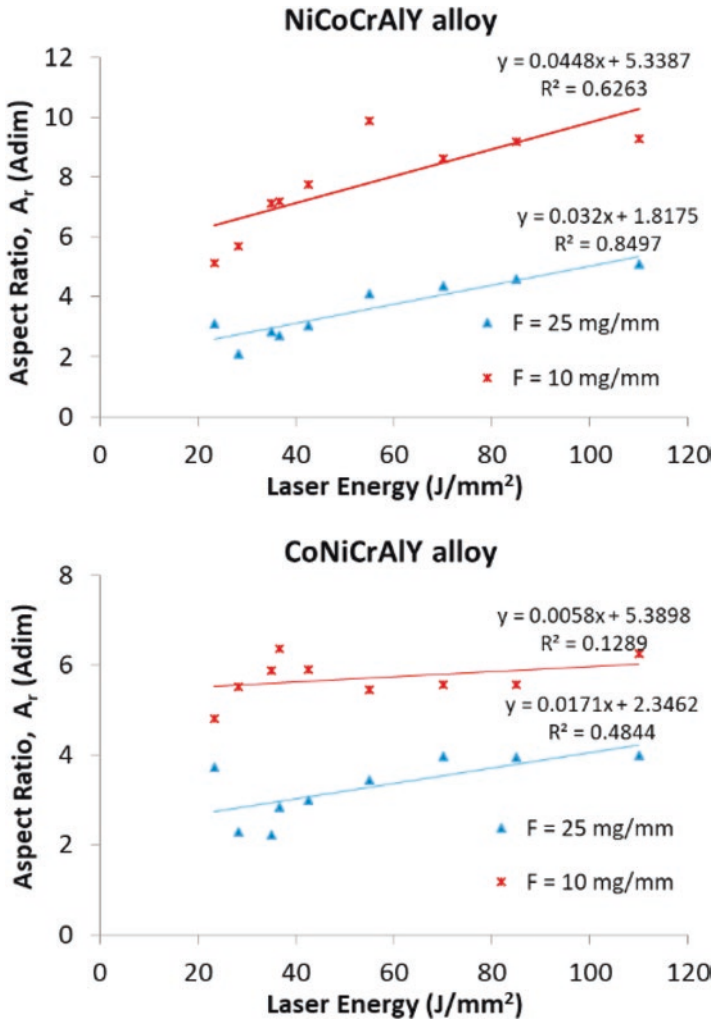 NiCoCrAlY alloy
12
10
8
6
4
2
0
Aspect Ratio, Aᵣ (Adim)
y = 0.0448x + 5.3387
R² = 0.6263
y = 0.032x + 1.8175
R² = 0.8497
F = 25 mg/mm
F = 10 mg/mm
0 20 40 60 80 100 120
Laser Energy (J/mm²)
CoNiCrAlY alloy
8
6
4
2
0
Aspect Ratio, Aᵣ (Adim)
y = 0.0058x + 5.3898
R² = 0.1289
y = 0.0171x + 2.3462
R² = 0.4844
F = 25 mg/mm
F = 10 mg/mm
0 20 40 60 80 100 120
Laser Energy (J/mm²)